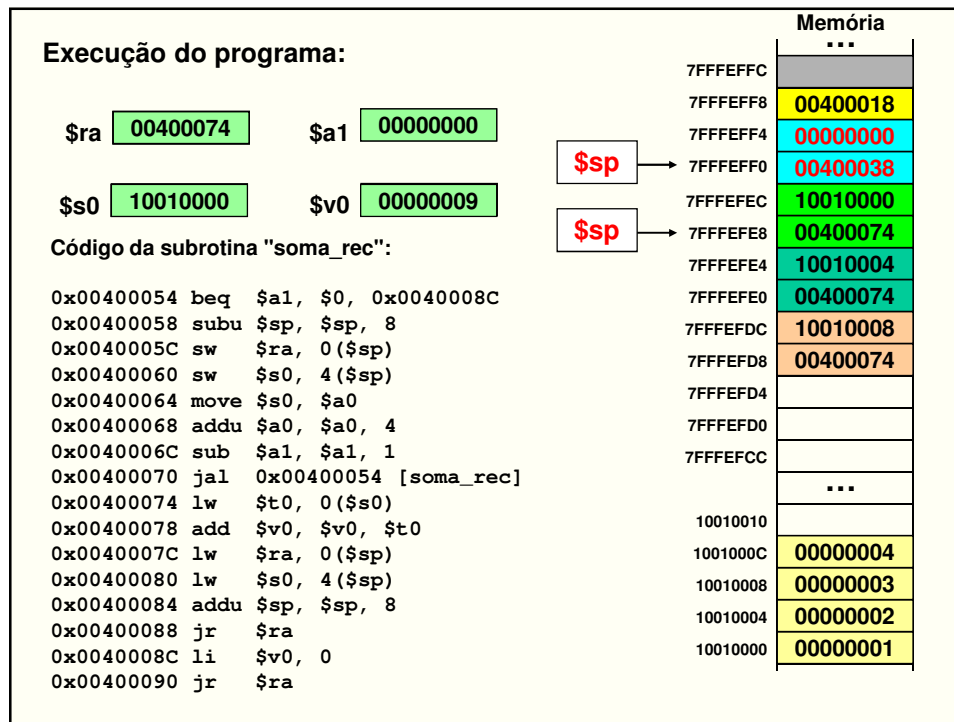 Memória
...
Execução do programa:
7FFFEFFC
7FFFEFF8 00400018
$ra 00400074 $a1 00000000
7FFFEFF4 00000000
$sp 7FFFEFF0 00400038
$s0 10010000 $v0 00000009
7FFFEFEC 10010000
$sp 7FFFEFE8 00400074
Código da subrotina "soma_rec":
7FFFEFE4 10010004
7FFFEFE0 00400074
7FFFEFDC 10010008
7FFFEFD8 00400074
7FFFEFD4
7FFFEFD0
7FFFEFCC
...
10010010
1001000C 00000004
10010008 00000003
10010004 00000002
10010000 00000001
0x00400054 beq $a1, $0, 0x0040008C
0x00400058 subu $sp, $sp, 8
0x0040005C sw $ra, 0($sp)
0x00400060 sw $s0, 4($sp)
0x00400064 move $s0, $a0
0x00400068 addu $a0, $a0, 4
0x0040006C sub $a1, $a1, 1
0x00400070 jal 0x00400054 [soma_rec]
0x00400074 lw $t0, 0($s0)
0x00400078 add $v0, $v0, $t0
0x0040007C lw $ra, 0($sp)
0x00400080 lw $s0, 4($sp)
0x00400084 addu $sp, $sp, 8
0x00400088 jr $ra
0x0040008C li $v0, 0
0x00400090 jr $ra